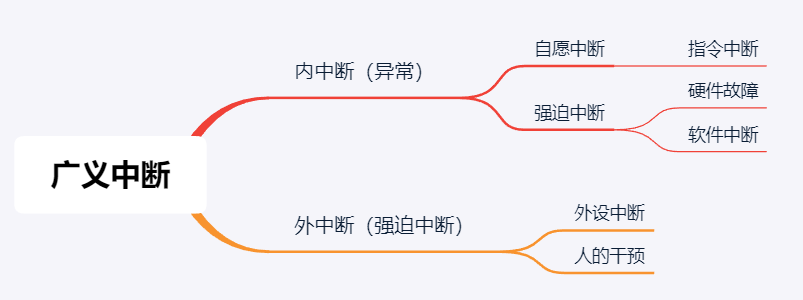 广义中断
内中断（异常）
自愿中断
指令中断
强迫中断
硬件故障
软件中断
外中断（强迫中断）
外设中断
人的干预